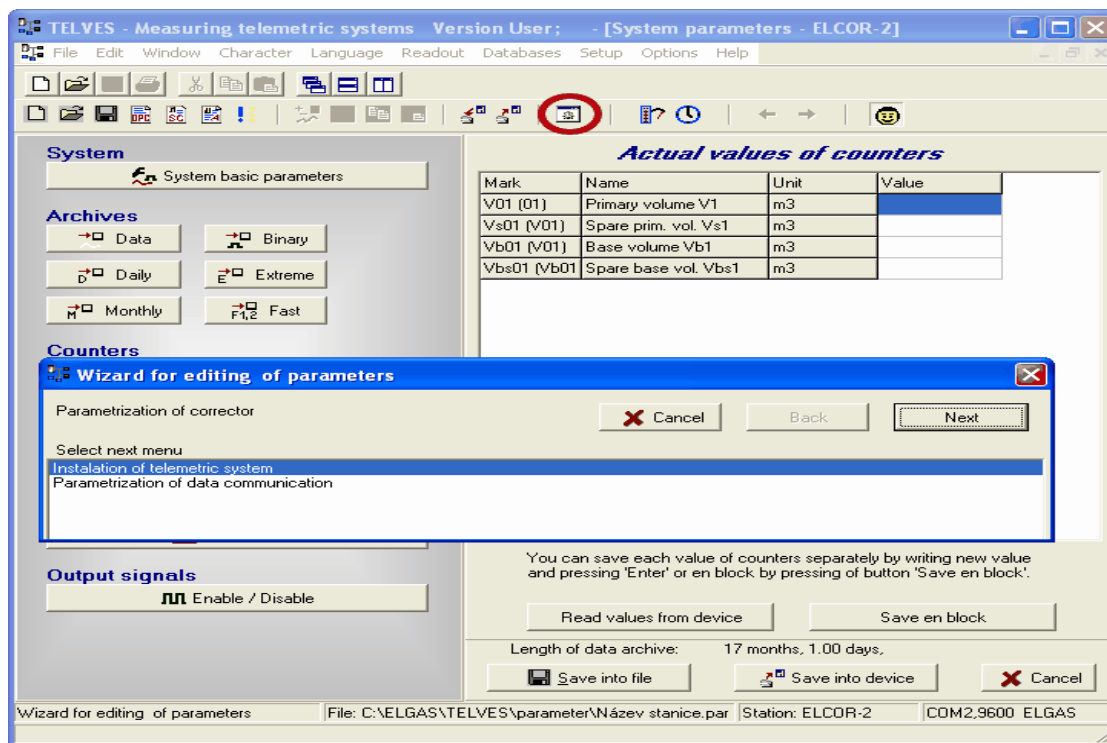 TELVES - Measuring telemetric systems Version User; - [System parameters - ELCOR-2]
File Edit Window Character Language Readout Databases Setup Options Help
System
System basic parameters
Archives
Data Binary
Daily Extreme
Monthly Fast
Counters
Actual values of counters
Mark Name Unit Value
V01 (01) Primary volume V1 m3
Vs01 (V01) Spare prim. vol. Vs1 m3
Vb01 (V01) Base volume Vb1 m3
Vbs01 (Vb01 Spare base vol. Vbs1 m3
Wizard for editing of parameters
Parametrization of corrector
Cancel Back Next
Select next menu
Instalation of telemetric system
Parametrization of data communication
Output signals
Enable / Disable
You can save each value of counters separately by writing new value
and pressing 'Enter' or en block by pressing of button 'Save en block'.
Read values from device Save en block
Length of data archive: 17 months, 1.00 days,
Save into file Save into device Cancel
Wizard for editing of parameters File: C:\ELGAS\TELVES\parameter\Název stanice.par Station: ELCOR-2 COM2,9600 ELGAS